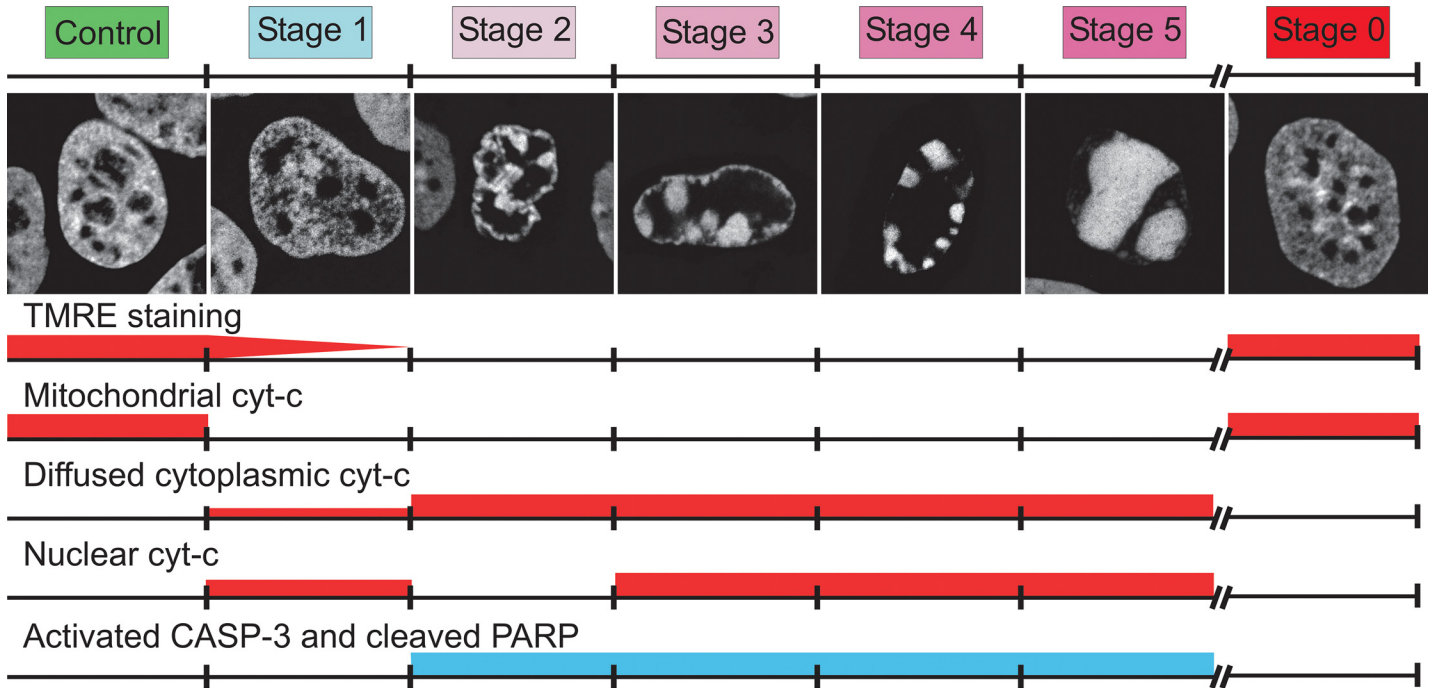 Control Stage 1 Stage 2 Stage 3 Stage 4 Stage 5 Stage 0
TMRE staining
Mitochondrial cyt-c
Diffused cytoplasmic cyt-c
Nuclear cyt-c
Activated CASP-3 and cleaved PARP